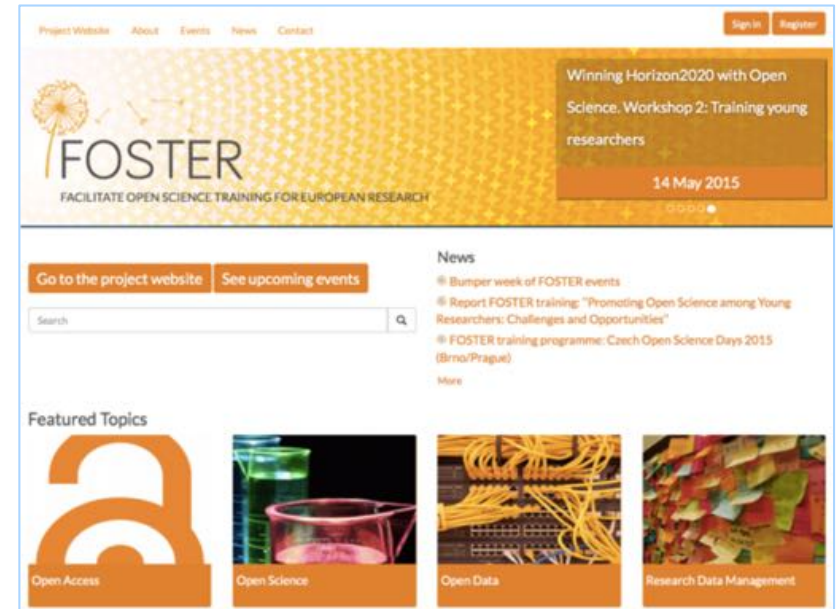 Project Website About Events News Contact
Sign in Register
FOSTER
FACILITATE OPEN SCIENCE TRAINING FOR EUROPEAN RESEARCH
Winning Horizon2020 with Open
Science. Workshop 2: Training young
researchers
14 May 2015
Go to the project website See upcoming events
Search
News
Bumper week of FOSTER events
Report FOSTER training: "Promoting Open Science among Young
Researchers: Challenges and Opportunities"
FOSTER training programme: Czech Open Science Days 2015
(Brno/Prague)
More
Featured Topics
Open Access
Open Science
Open Data
Research Data Management